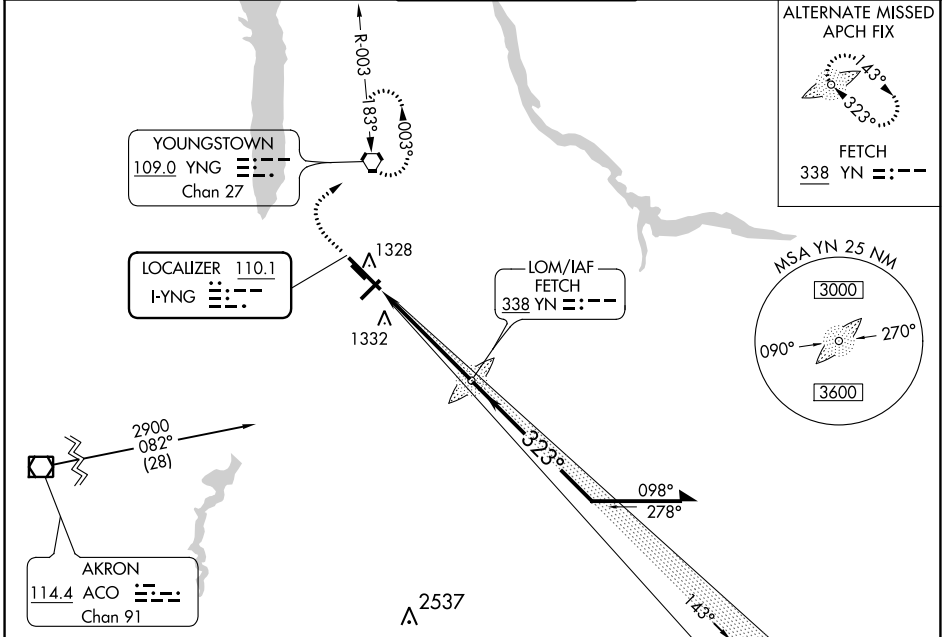 ALTERNATE MISSED
APCH FIX
143°
323°
FETCH
338 YN
R-003
183°
003°
YOUNGSTOWN
109.0 YNG
Chan 27
1328
LOCALIZER 110.1
I-YNG
1332
LOM/IAF
FETCH
338 YN
MSA YN 25 NM
3000
090°
270°
3600
2900
082°
(28)
323°
098°
278°
AKRON
114.4 ACO
Chan 91
2537
143°